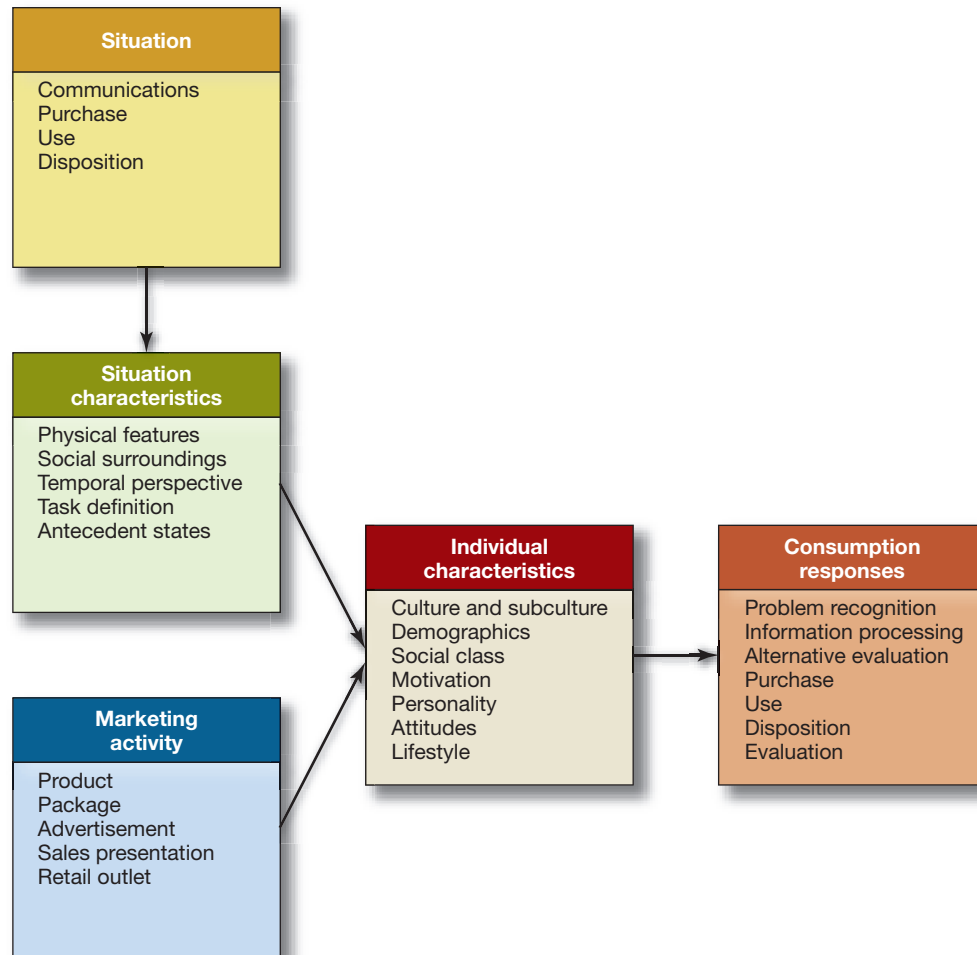 Situation
Communications
Purchase
Use
Disposition
Situation
characteristics
Physical features
Social surroundings
Temporal perspective
Task definition
Antecedent states
Marketing
activity
Product
Package
Advertisement
Sales presentation
Retail outlet
Individual
characteristics
Culture and subculture
Demographics
Social class
Motivation
Personality
Attitudes
Lifestyle
Consumption
responses
Problem recognition
Information processing
Alternative evaluation
Purchase
Use
Disposition
Evaluation